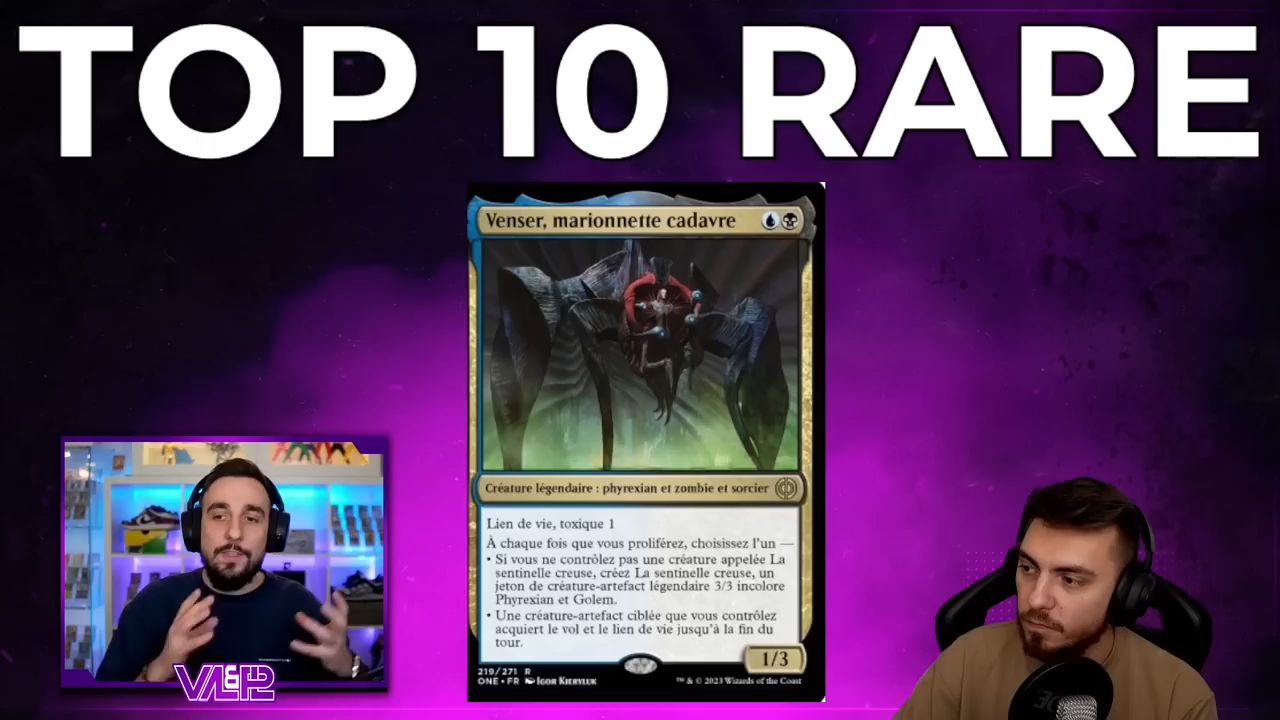 TOP 10 RARE
Venser, marionnette cadavre
Créature légendaire : phyrexian et zombie et sorcier
Lien de vie, toxique 1
À chaque fois que vous proliférez, choisissez l'un —
• Si vous ne contrôlez pas une créature appelée La
sentinelle creuse, créez La sentinelle creuse, un
jeton de créature-artefact légendaire 3/3 incolore
Phyrexian et Golem.
• Une créature-artefact ciblée que vous contrôlez
acquiert le vol et le lien de vie jusqu'à la fin du
tour.
1/3
219/271 R
ONE • FR Igor Kieryluk
™ & © 2023 Wizards of the Coast